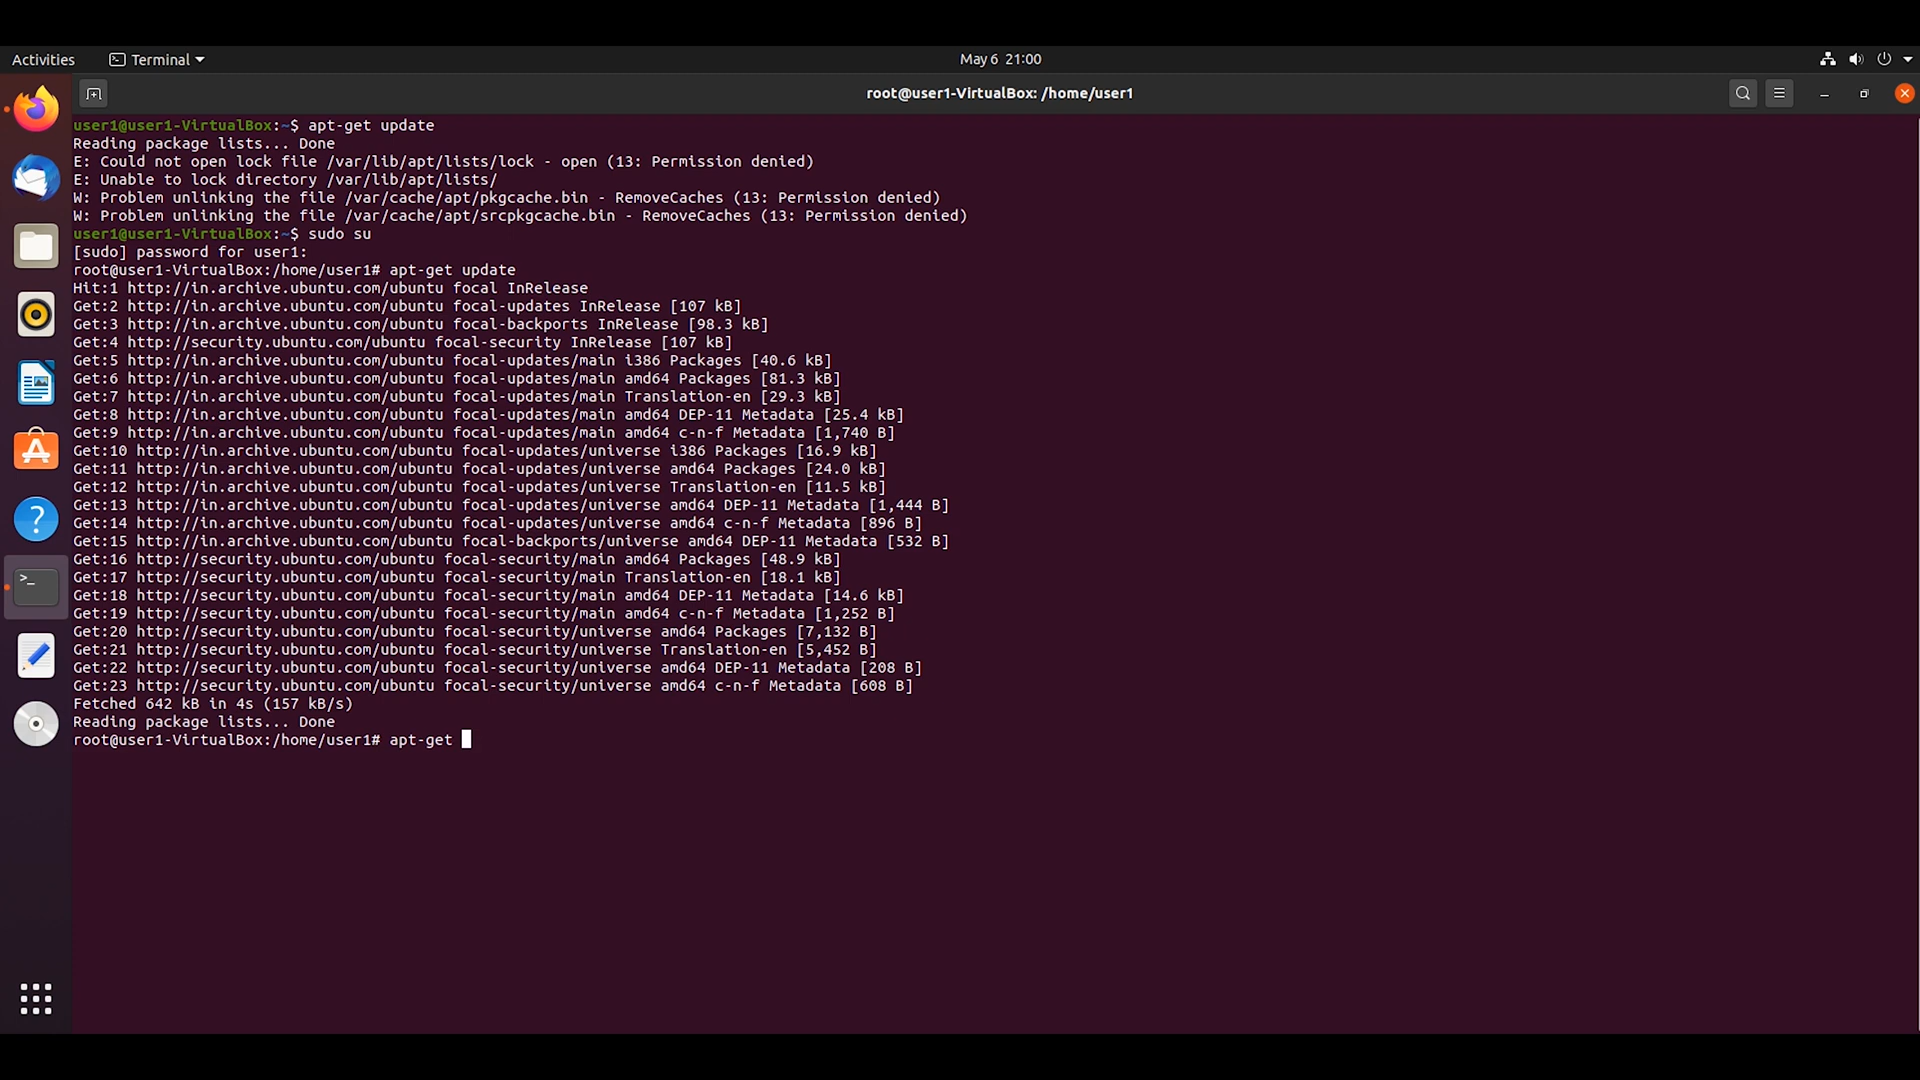 Activities
Terminal
May 6 21:00
root@user1-VirtualBox: /home/user1
user1@user1-VirtualBox:~$ apt-get update
Reading package lists... Done
E: Could not open lock file /var/lib/apt/lists/lock - open (13: Permission denied)
E: Unable to lock directory /var/lib/apt/lists/
W: Problem unlinking the file /var/cache/apt/pkgcache.bin - RemoveCaches (13: Permission denied)
W: Problem unlinking the file /var/cache/apt/srcpkgcache.bin - RemoveCaches (13: Permission denied)
user1@user1-VirtualBox:~$ sudo su
[sudo] password for user1:
root@user1-VirtualBox:/home/user1# apt-get update
Hit:1 http://in.archive.ubuntu.com/ubuntu focal InRelease
Get:2 http://in.archive.ubuntu.com/ubuntu focal-updates InRelease [107 kB]
Get:3 http://in.archive.ubuntu.com/ubuntu focal-backports InRelease [98.3 kB]
Get:4 http://security.ubuntu.com/ubuntu focal-security InRelease [107 kB]
Get:5 http://in.archive.ubuntu.com/ubuntu focal-updates/main i386 Packages [40.6 kB]
Get:6 http://in.archive.ubuntu.com/ubuntu focal-updates/main amd64 Packages [81.3 kB]
Get:7 http://in.archive.ubuntu.com/ubuntu focal-updates/main Translation-en [29.3 kB]
Get:8 http://in.archive.ubuntu.com/ubuntu focal-updates/main amd64 DEP-11 Metadata [25.4 kB]
Get:9 http://in.archive.ubuntu.com/ubuntu focal-updates/main amd64 c-n-f Metadata [1,740 B]
Get:10 http://in.archive.ubuntu.com/ubuntu focal-updates/universe i386 Packages [16.9 kB]
Get:11 http://in.archive.ubuntu.com/ubuntu focal-updates/universe amd64 Packages [24.0 kB]
Get:12 http://in.archive.ubuntu.com/ubuntu focal-updates/universe Translation-en [11.5 kB]
Get:13 http://in.archive.ubuntu.com/ubuntu focal-updates/universe amd64 DEP-11 Metadata [1,444 B]
Get:14 http://in.archive.ubuntu.com/ubuntu focal-updates/universe amd64 c-n-f Metadata [896 B]
Get:15 http://in.archive.ubuntu.com/ubuntu focal-backports/universe amd64 DEP-11 Metadata [532 B]
Get:16 http://security.ubuntu.com/ubuntu focal-security/main amd64 Packages [48.9 kB]
Get:17 http://security.ubuntu.com/ubuntu focal-security/main Translation-en [18.1 kB]
Get:18 http://security.ubuntu.com/ubuntu focal-security/main amd64 DEP-11 Metadata [14.6 kB]
Get:19 http://security.ubuntu.com/ubuntu focal-security/main amd64 c-n-f Metadata [1,252 B]
Get:20 http://security.ubuntu.com/ubuntu focal-security/universe amd64 Packages [7,132 B]
Get:21 http://security.ubuntu.com/ubuntu focal-security/universe Translation-en [5,452 B]
Get:22 http://security.ubuntu.com/ubuntu focal-security/universe amd64 DEP-11 Metadata [208 B]
Get:23 http://security.ubuntu.com/ubuntu focal-security/universe amd64 c-n-f Metadata [608 B]
Fetched 642 kB in 4s (157 kB/s)
Reading package lists... Done
root@user1-VirtualBox:/home/user1# apt-get